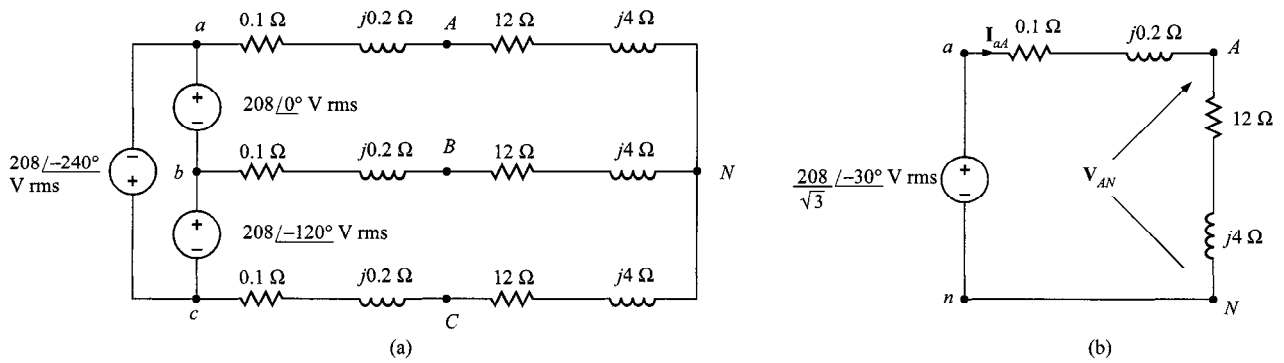 0.1 Ω j0.2 Ω A 12 Ω j4 Ω
a
208/0° V rms
208/−240°
V rms
b 0.1 Ω j0.2 Ω B 12 Ω j4 Ω N
208/−120° V rms
0.1 Ω j0.2 Ω 12 Ω j4 Ω
c C
(a)
0.1 Ω j0.2 Ω
a I_aA A
12 Ω
208/√3 /−30° V rms
V_AN
j4 Ω
n N
(b)